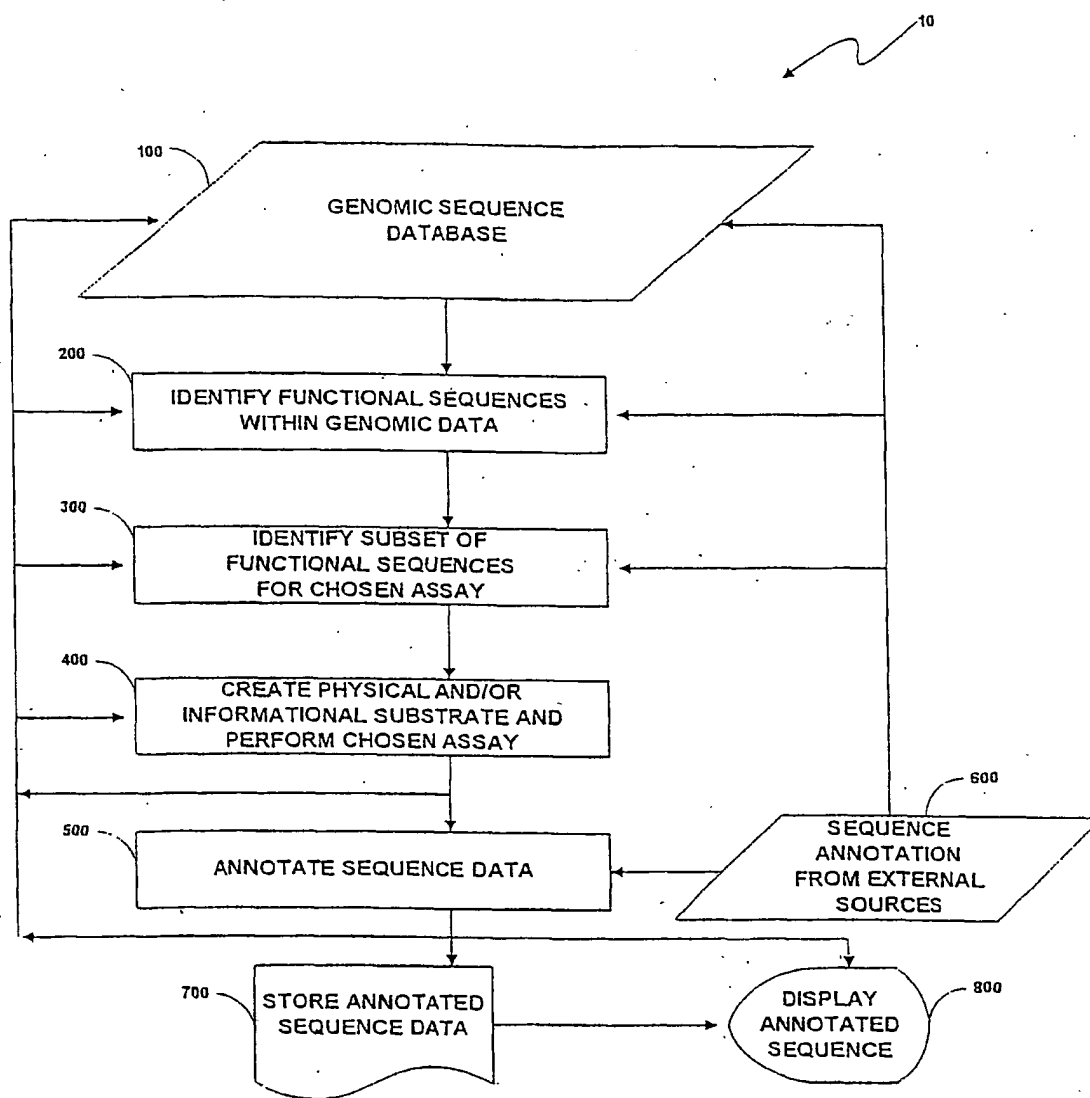 10
100
GENOMIC SEQUENCE
DATABASE
200
IDENTIFY FUNCTIONAL SEQUENCES
WITHIN GENOMIC DATA
300
IDENTIFY SUBSET OF
FUNCTIONAL SEQUENCES
FOR CHOSEN ASSAY
400
CREATE PHYSICAL AND/OR
INFORMATIONAL SUBSTRATE AND
PERFORM CHOSEN ASSAY
500
ANNOTATE SEQUENCE DATA
600
SEQUENCE
ANNOTATION
FROM EXTERNAL
SOURCES
700
STORE ANNOTATED
SEQUENCE DATA
800
DISPLAY
ANNOTATED
SEQUENCE